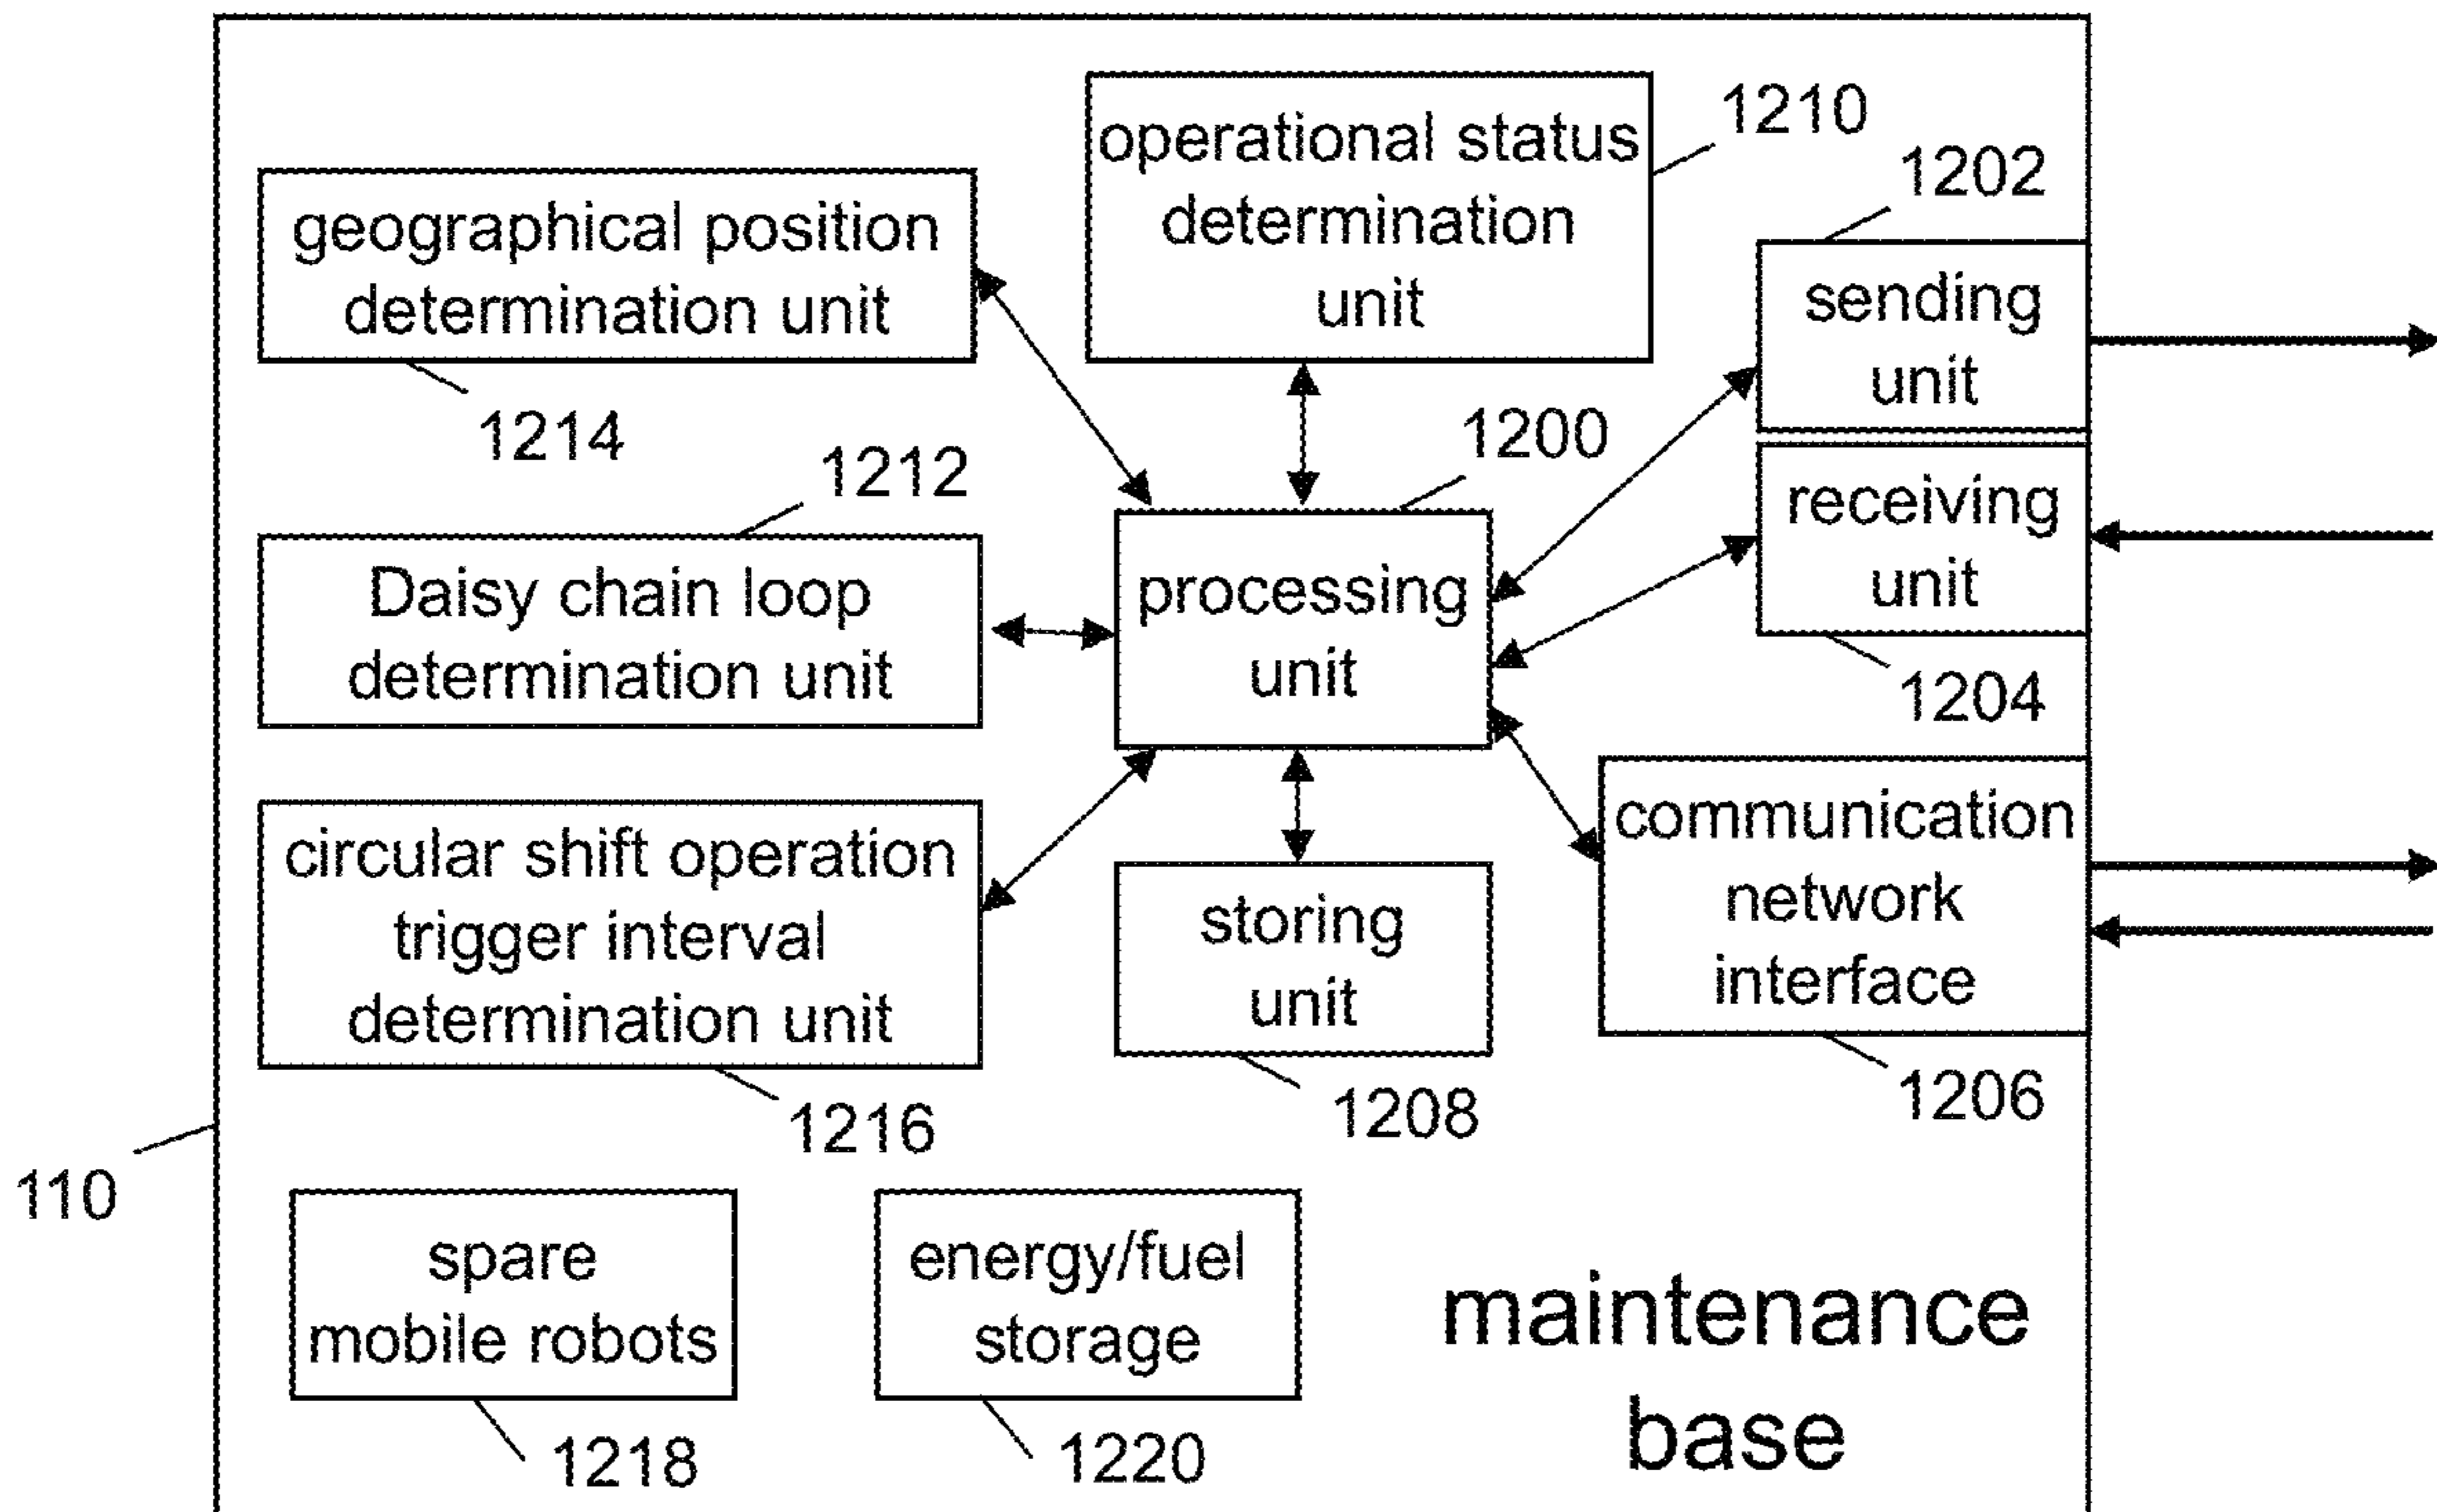 operational status
determination
unit
1210
1202
geographical position
determination unit
1214
sending
unit
1200
1212
receiving
unit
1204
Daisy chain loop
determination unit
processing
unit
circular shift operation
trigger interval
determination unit
1216
storing
unit
1208
communication
network
interface
1206
110
spare
mobile robots
1218
energy/fuel
storage
1220
maintenance
base